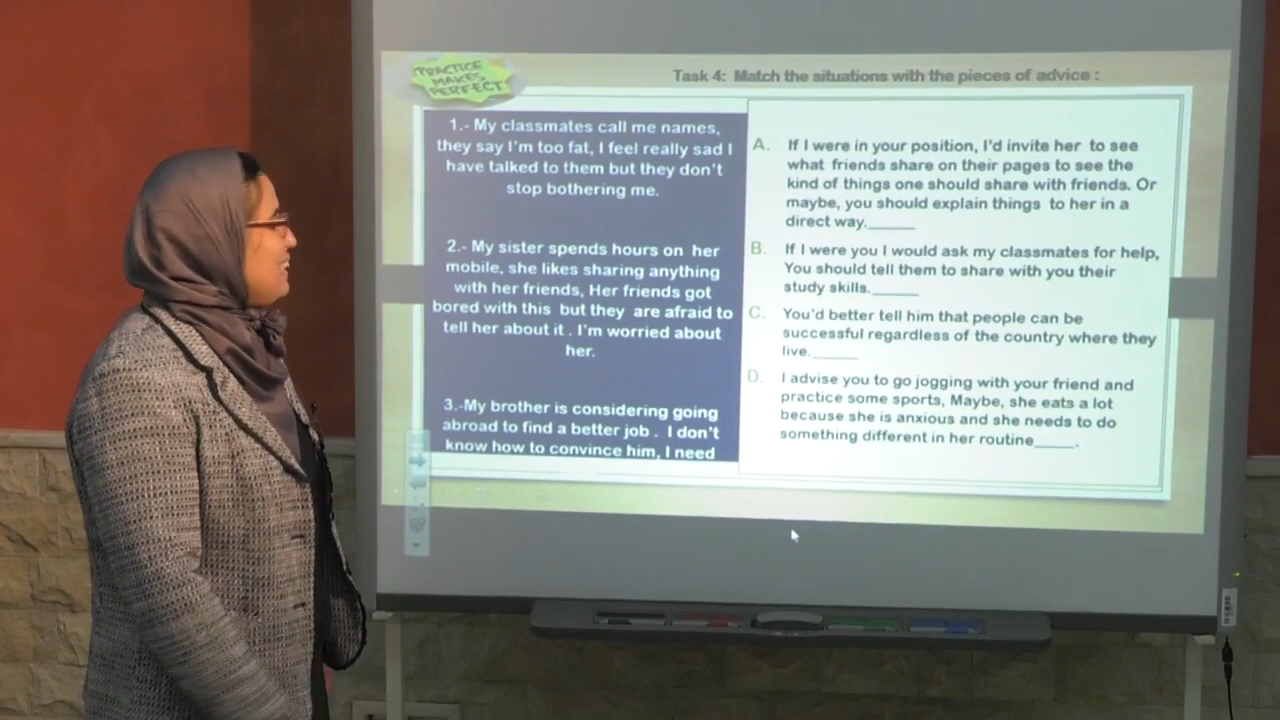 PRACTICE
MAKES
PERFECT
Task 4: Match the situations with the pieces of advice :
1.- My classmates call me names,
they say I'm too fat, I feel really sad I
have talked to them but they don't
stop bothering me.
2.- My sister spends hours on her
mobile, she likes sharing anything
with her friends, Her friends got
bored with this but they are afraid to
tell her about it . I'm worried about
her.
3.-My brother is considering going
abroad to find a better job . I don't
know how to convince him, I need
A. If I were in your position, I'd invite her to see
what friends share on their pages to see the
kind of things one should share with friends. Or
maybe, you should explain things to her in a
direct way.______
B. If I were you I would ask my classmates for help,
You should tell them to share with you their
study skills.______
C. You'd better tell him that people can be
successful regardless of the country where they
live.______
D. I advise you to go jogging with your friend and
practice some sports, Maybe, she eats a lot
because she is anxious and she needs to do
something different in her routine_____.